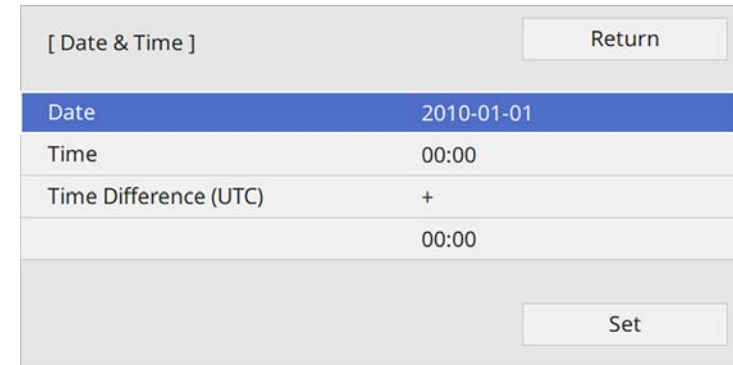 [ Date & Time ] Return
Date 2010-01-01
Time 00:00
Time Difference (UTC) +
00:00
Set